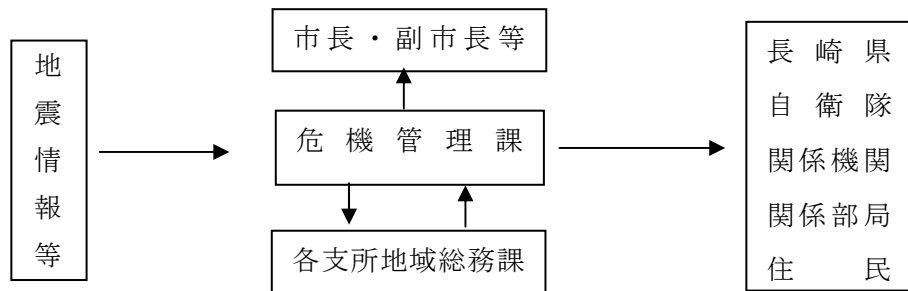 地震情報等
市長・副市長等
危機管理課
各支所地域総務課
長崎県
自衛隊
関係機関
関係部局
住民